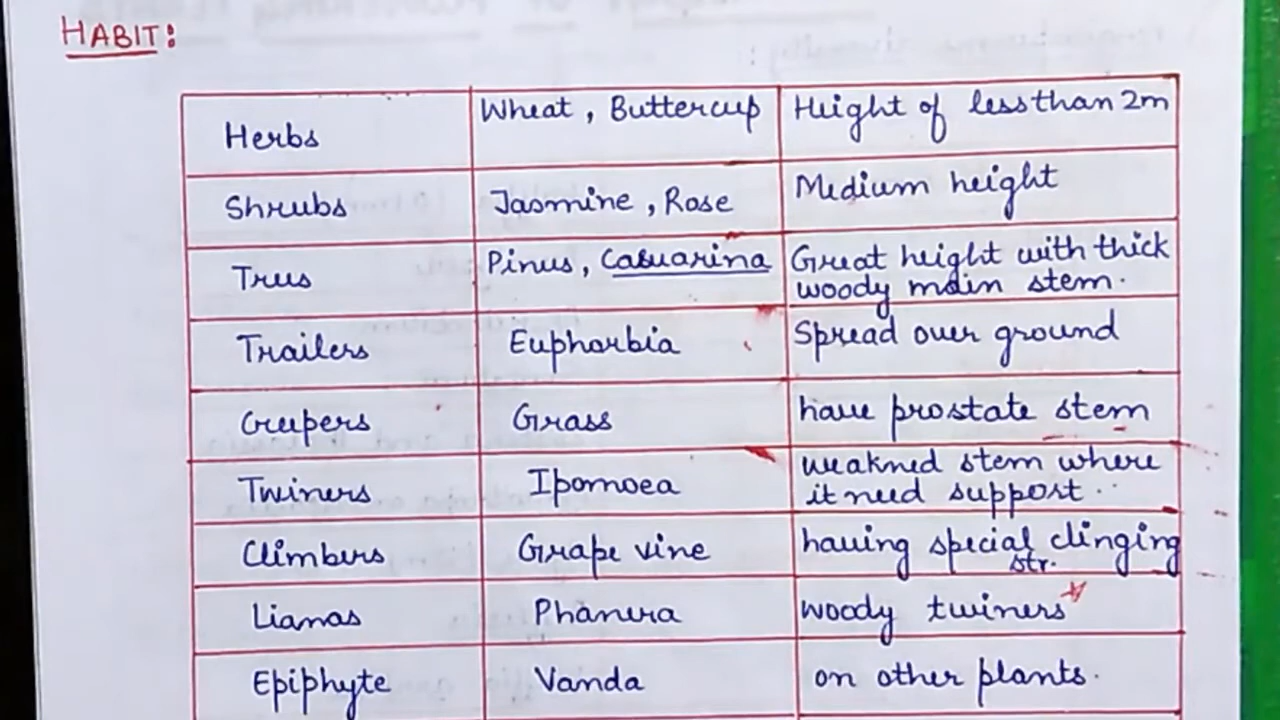 HABIT:
Herbs
Wheat, Buttercup
Height of less than 2m
Shrubs
Jasmine, Rose
Medium height
Trees
Pinus, Casuarina
Great height with thick
woody main stem.
Trailers
Euphorbia
Spread over ground
Creepers
Grass
have prostate stem
Twiners
Ipomoea
weakned stem where
it need support..
Climbers
Grape vine
having special clinging
str.
Lianas
Phanera
woody twiners*
Epiphyte
Vanda
on other plants.